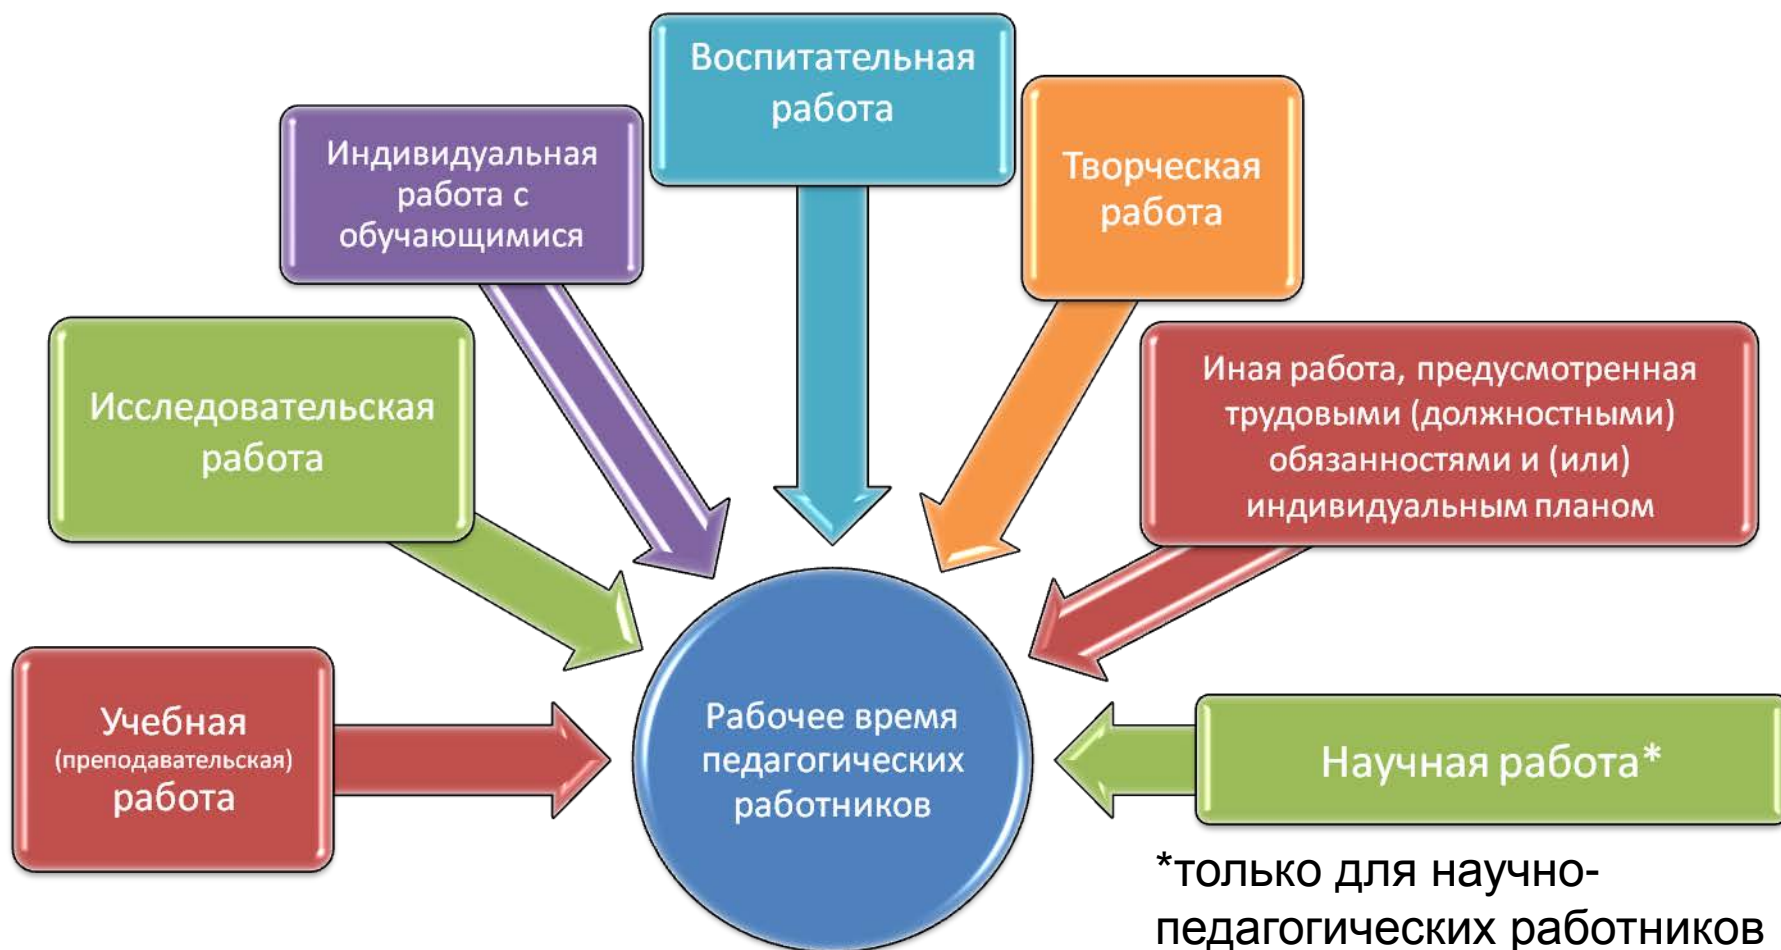 Воспитательная
работа
Индивидуальная
работа с
обучающимися
Творческая
работа
Исследовательская
работа
Иная работа, предусмотренная
трудовыми (должностными)
обязанностями и (или)
индивидуальным планом
Учебная
(преподавательская)
работа
Рабочее время
педагогических
работников
Научная работа*
*только для научно-
педагогических работников